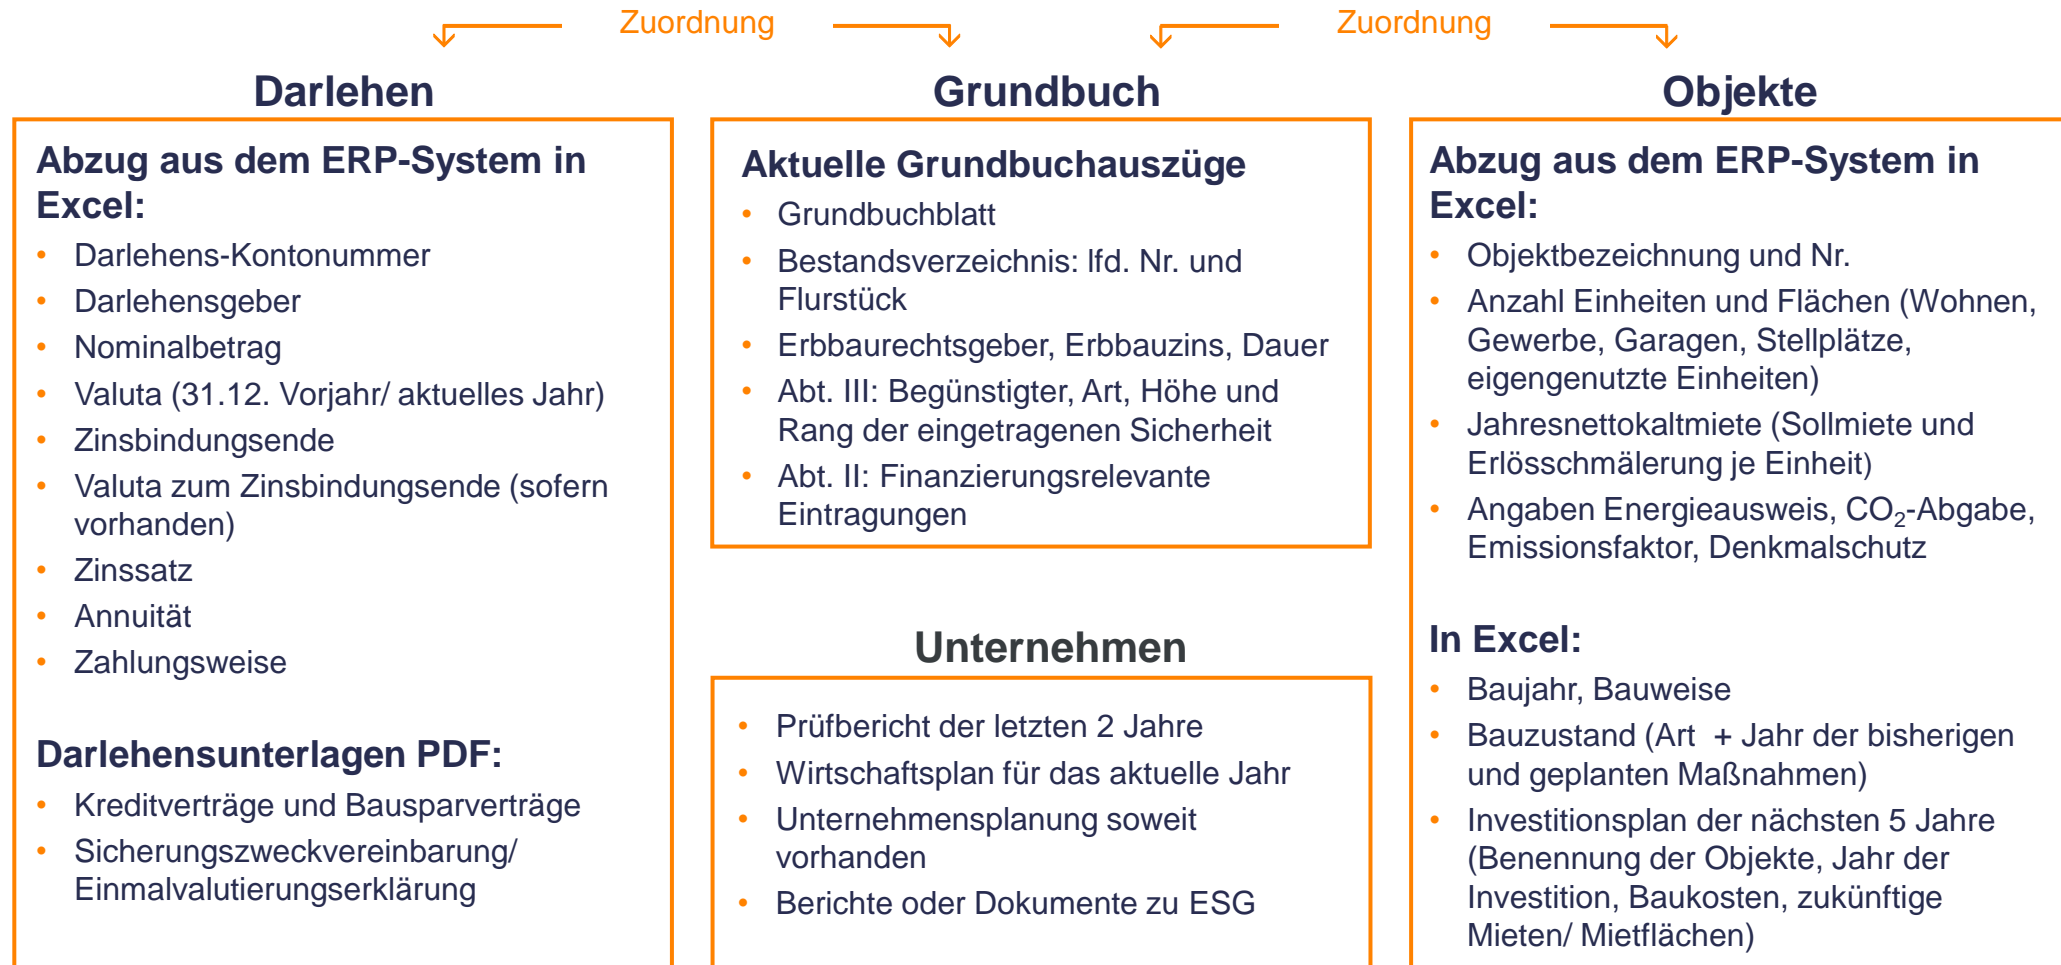 Zuordnung
Zuordnung
Darlehen
Abzug aus dem ERP-System in
Excel:
• Darlehens-Kontonummer
• Darlehensgeber
• Nominalbetrag
• Valuta (31.12. Vorjahr/ aktuelles Jahr)
• Zinsbindungsende
• Valuta zum Zinsbindungsende (sofern
vorhanden)
• Zinssatz
• Annuität
• Zahlungsweise
Darlehensunterlagen PDF:
• Kreditverträge und Bausparverträge
• Sicherungszweckvereinbarung/
Einmalvalutierungserklärung
Grundbuch
Aktuelle Grundbuchauszüge
• Grundbuchblatt
• Bestandsverzeichnis: lfd. Nr. und
Flurstück
• Erbbaurechtsgeber, Erbbauzins, Dauer
• Abt. III: Begünstigter, Art, Höhe und
Rang der eingetragenen Sicherheit
• Abt. II: Finanzierungsrelevante
Eintragungen
Unternehmen
• Prüfbericht der letzten 2 Jahre
• Wirtschaftsplan für das aktuelle Jahr
• Unternehmensplanung soweit
vorhanden
• Berichte oder Dokumente zu ESG
Objekte
Abzug aus dem ERP-System in
Excel:
• Objektbezeichnung und Nr.
• Anzahl Einheiten und Flächen (Wohnen,
Gewerbe, Garagen, Stellplätze,
eigengenutzte Einheiten)
• Jahresnettokaltmiete (Sollmiete und
Erlösschmälerung je Einheit)
• Angaben Energieausweis, CO₂-Abgabe,
Emissionsfaktor, Denkmalschutz
In Excel:
• Baujahr, Bauweise
• Bauzustand (Art  + Jahr der bisherigen
und geplanten Maßnahmen)
• Investitionsplan der nächsten 5 Jahre
(Benennung der Objekte, Jahr der
Investition, Baukosten, zukünftige
Mieten/ Mietflächen)